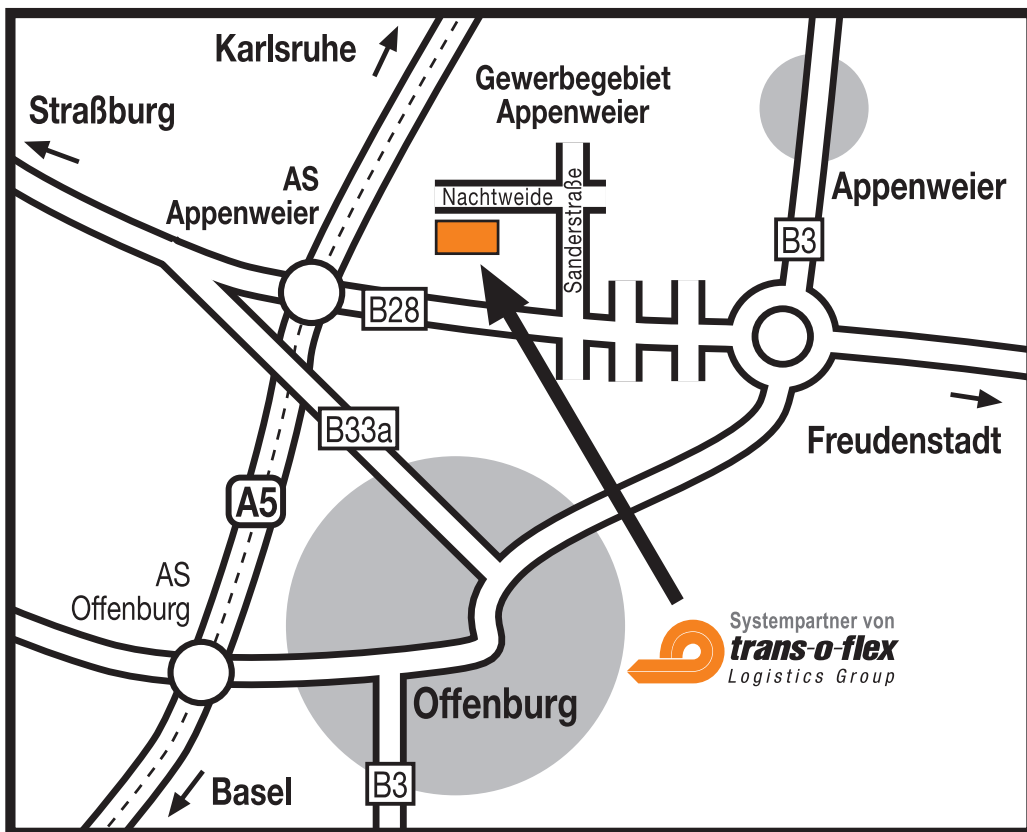 Karlsruhe
Straßburg
Gewerbegebiet
Appenweier
AS
Appenweier
Nachtweide
Sanderstraße
Appenweier
B3
B28
B33a
Freudenstadt
A5
AS
Offenburg
Systempartner von
trans-o-flex
Logistics Group
Offenburg
Basel
B3